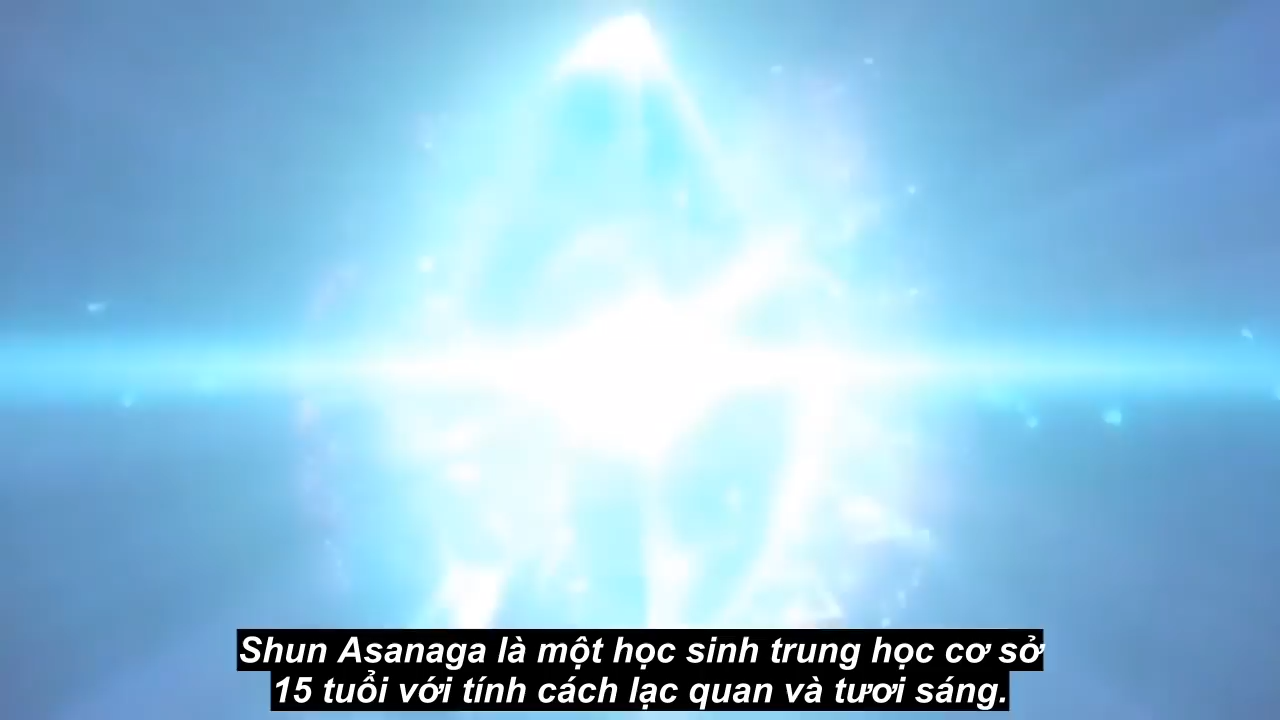 Shun Asanaga là một học sinh trung học cơ sở
15 tuổi với tính cách lạc quan và tươi sáng.